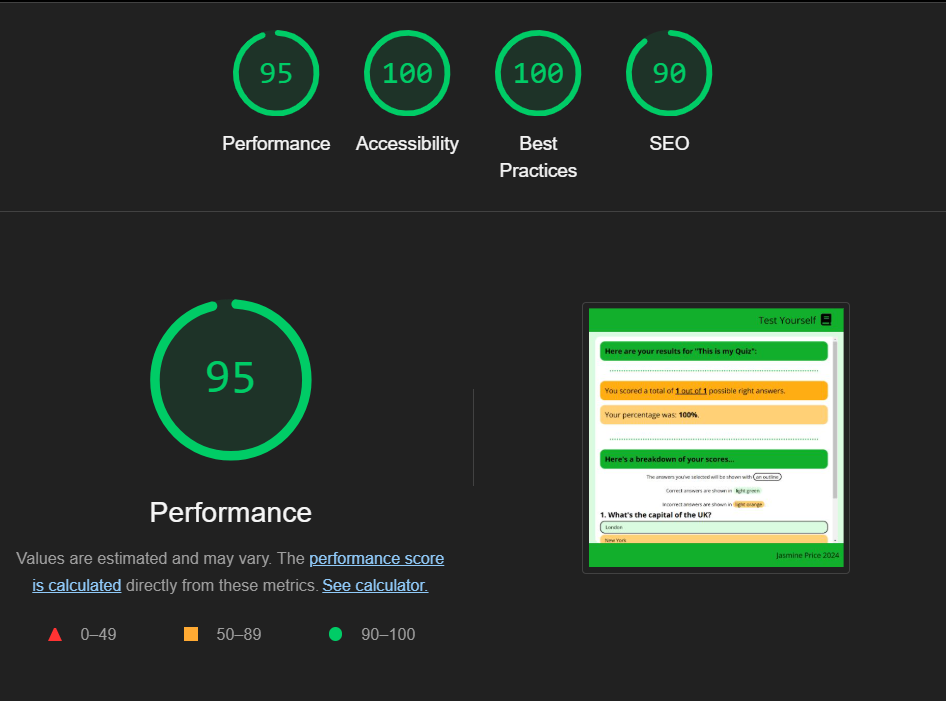 95
100
100
90
Performance
Accessibility
Best
Practices
SEO
95
Performance
Values are estimated and may vary. The performance score
is calculated directly from these metrics. See calculator.
0–49
50–89
90–100
Test Yourself
Here are your results for "This is my Quiz":
You scored a total of 1 out of 1 possible right answers.
Your percentage was: 100%.
Here's a breakdown of your scores...
The answers you've selected will be shown with an outline
Correct answers are shown in light green
Incorrect answers are shown in light orange
1. What's the capital of the UK?
London
New York
Jasmine Price 2024